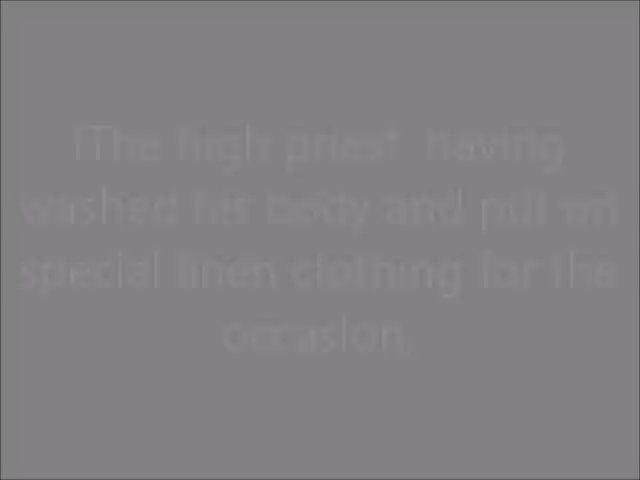 The high priest having
washed his body and put on
special linen clothing for the
occasion,